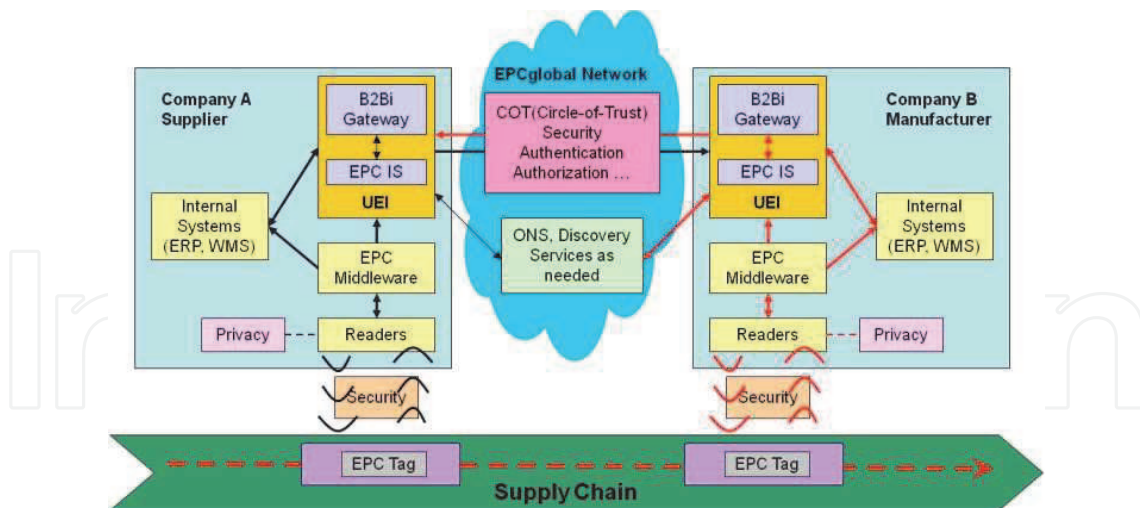 EPCglobal Network
Company A
Supplier
B2Bi
Gateway
EPC IS
UEI
Internal
Systems
(ERP, WMS)
EPC
Middleware
Privacy
Readers
Security
COT(Circle-of-Trust)
Security
Authentication
Authorization ...
ONS, Discovery
Services as
needed
B2Bi
Gateway
EPC IS
UEI
Company B
Manufacturer
Internal
Systems
(ERP, WMS)
EPC
Middleware
Readers
Privacy
Security
EPC Tag
EPC Tag
Supply Chain